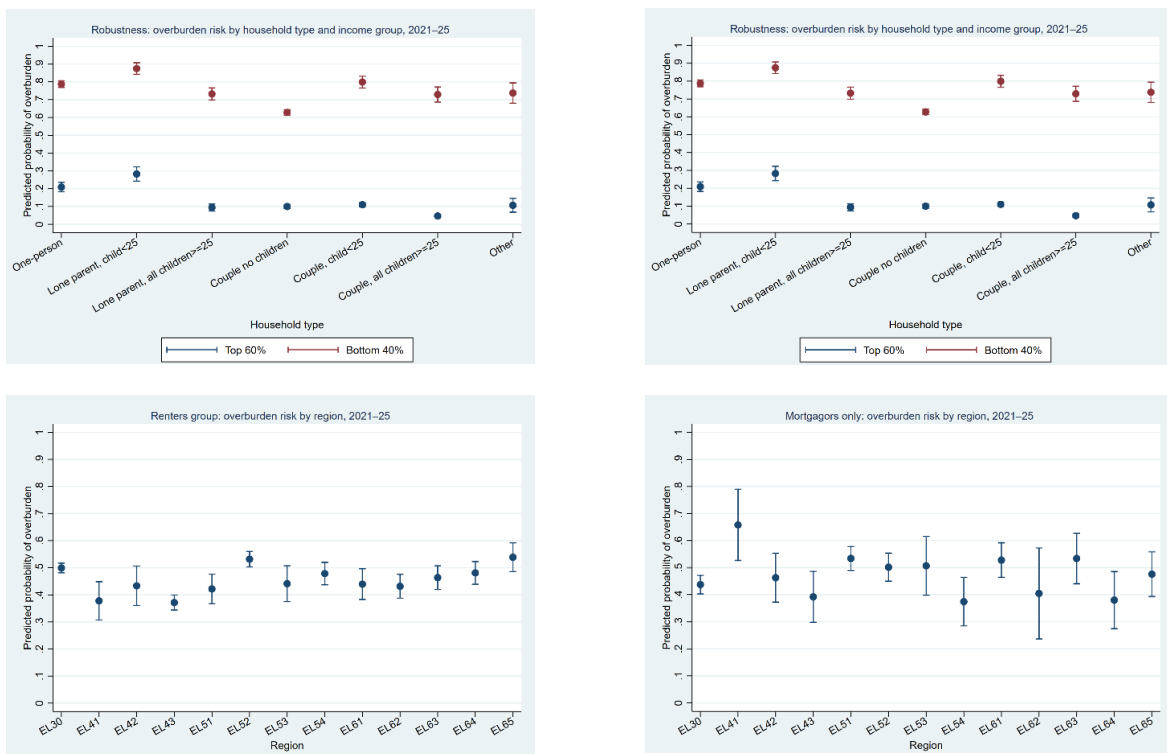 Robustness: overburden risk by household type and income group, 2021–25
Predicted probability of overburden
1
.9
.8
.7
.6
.5
.4
.3
.2
.1
0
One-person
Lone parent, child<25
Lone parent, all children>=25
Couple no children
Couple, child<25
Couple, all children>=25
Other
Household type
Top 60%
Bottom 40%
Robustness: overburden risk by household type and income group, 2021–25
Predicted probability of overburden
1
.9
.8
.7
.6
.5
.4
.3
.2
.1
0
One-person
Lone parent, child<25
Lone parent, all children>=25
Couple no children
Couple, child<25
Couple, all children>=25
Other
Household type
Top 60%
Bottom 40%
Renters group: overburden risk by region, 2021–25
Predicted probability of overburden
1
.9
.8
.7
.6
.5
.4
.3
.2
.1
0
EL30
EL41
EL42
EL43
EL51
EL52
EL53
EL54
EL61
EL62
EL63
EL64
EL65
Region
Mortgagors only: overburden risk by region, 2021–25
Predicted probability of overburden
1
.9
.8
.7
.6
.5
.4
.3
.2
.1
0
EL30
EL41
EL42
EL43
EL51
EL52
EL53
EL54
EL61
EL62
EL63
EL64
EL65
Region